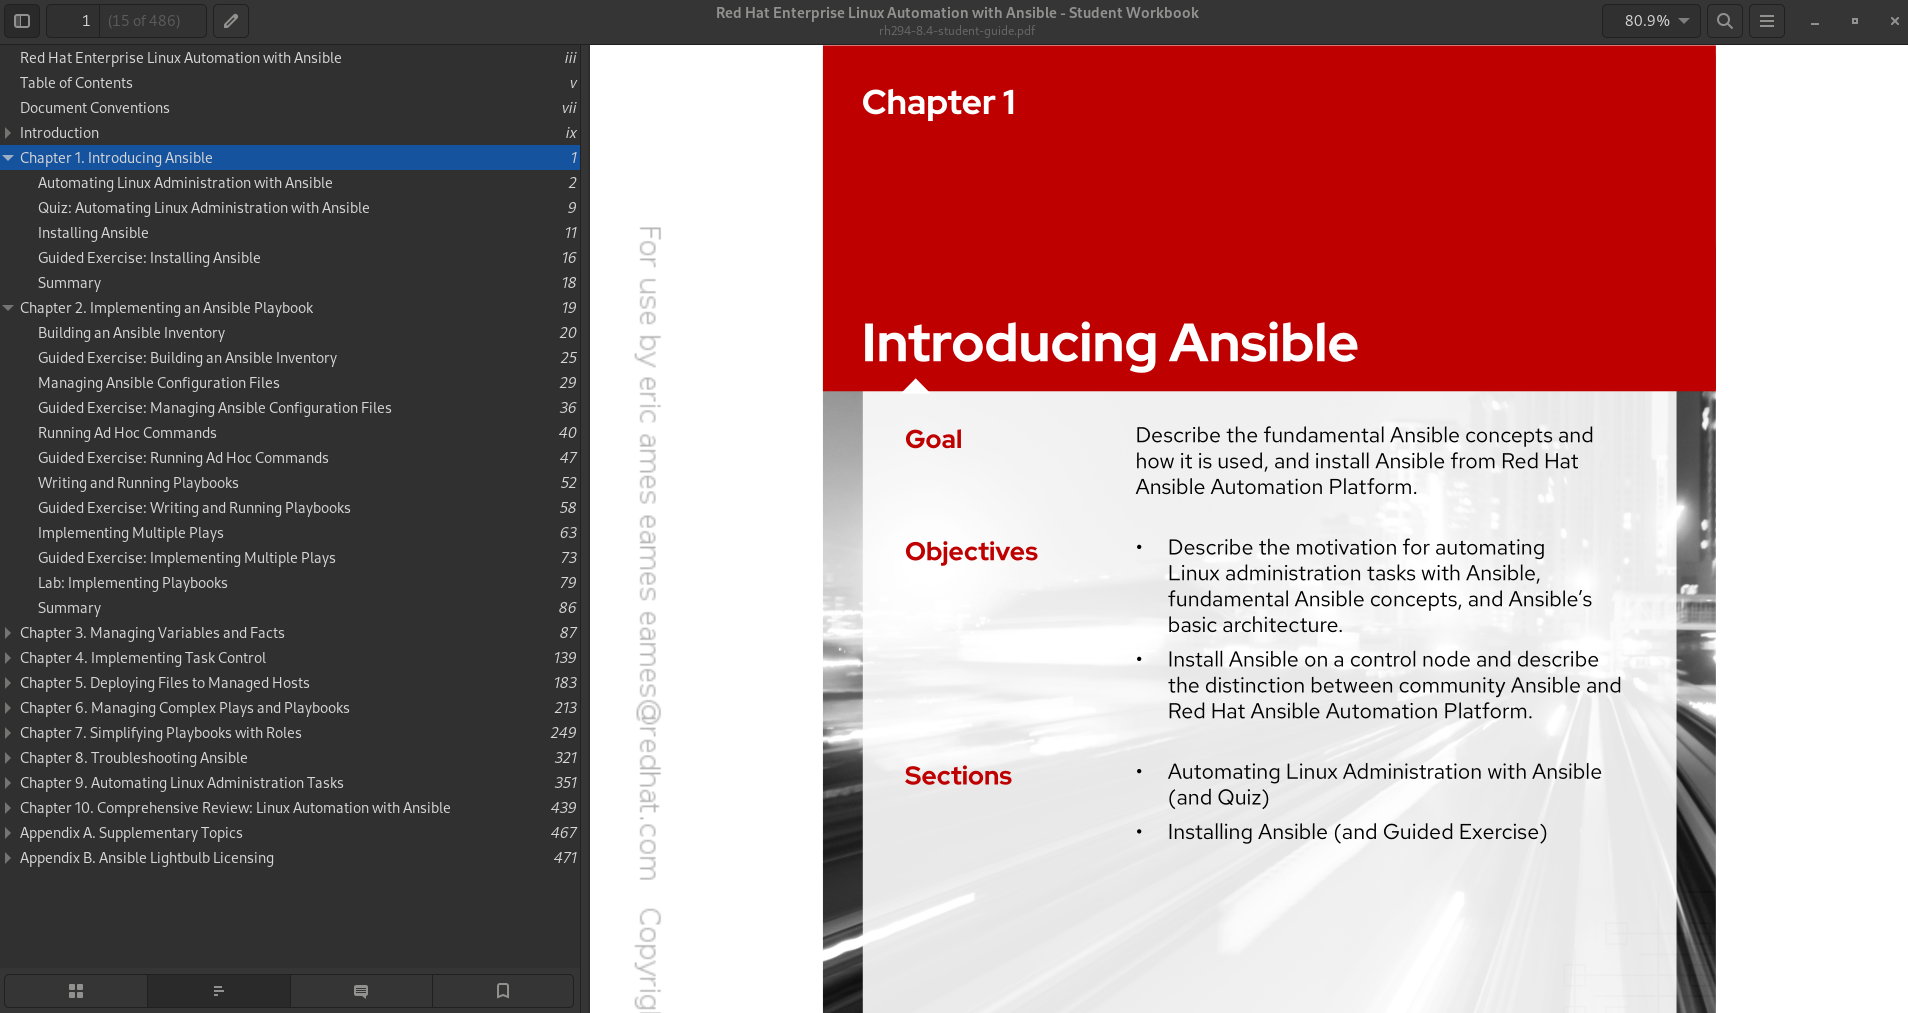 1 (15 of 486)
Red Hat Enterprise Linux Automation with Ansible - Student Workbook
rh294-8.4-student-guide.pdf
80.9%
Red Hat Enterprise Linux Automation with Ansible iii
Table of Contents v
Document Conventions vii
Introduction ix
Chapter 1. Introducing Ansible 1
Automating Linux Administration with Ansible 2
Quiz: Automating Linux Administration with Ansible 9
Installing Ansible 11
Guided Exercise: Installing Ansible 16
Summary 18
Chapter 2. Implementing an Ansible Playbook 19
Building an Ansible Inventory 20
Guided Exercise: Building an Ansible Inventory 25
Managing Ansible Configuration Files 29
Guided Exercise: Managing Ansible Configuration Files 36
Running Ad Hoc Commands 40
Guided Exercise: Running Ad Hoc Commands 47
Writing and Running Playbooks 52
Guided Exercise: Writing and Running Playbooks 58
Implementing Multiple Plays 63
Guided Exercise: Implementing Multiple Plays 73
Lab: Implementing Playbooks 79
Summary 86
Chapter 3. Managing Variables and Facts 87
Chapter 4. Implementing Task Control 139
Chapter 5. Deploying Files to Managed Hosts 183
Chapter 6. Managing Complex Plays and Playbooks 213
Chapter 7. Simplifying Playbooks with Roles 249
Chapter 8. Troubleshooting Ansible 321
Chapter 9. Automating Linux Administration Tasks 351
Chapter 10. Comprehensive Review: Linux Automation with Ansible 439
Appendix A. Supplementary Topics 467
Appendix B. Ansible Lightbulb Licensing 471
For use by eric ames eames eames@redhat.com Copyrig
Chapter 1
Introducing Ansible
Goal
Describe the fundamental Ansible concepts and
how it is used, and install Ansible from Red Hat
Ansible Automation Platform.
Objectives
• Describe the motivation for automating
Linux administration tasks with Ansible,
fundamental Ansible concepts, and Ansible’s
basic architecture.
• Install Ansible on a control node and describe
the distinction between community Ansible and
Red Hat Ansible Automation Platform.
Sections
• Automating Linux Administration with Ansible
(and Quiz)
• Installing Ansible (and Guided Exercise)